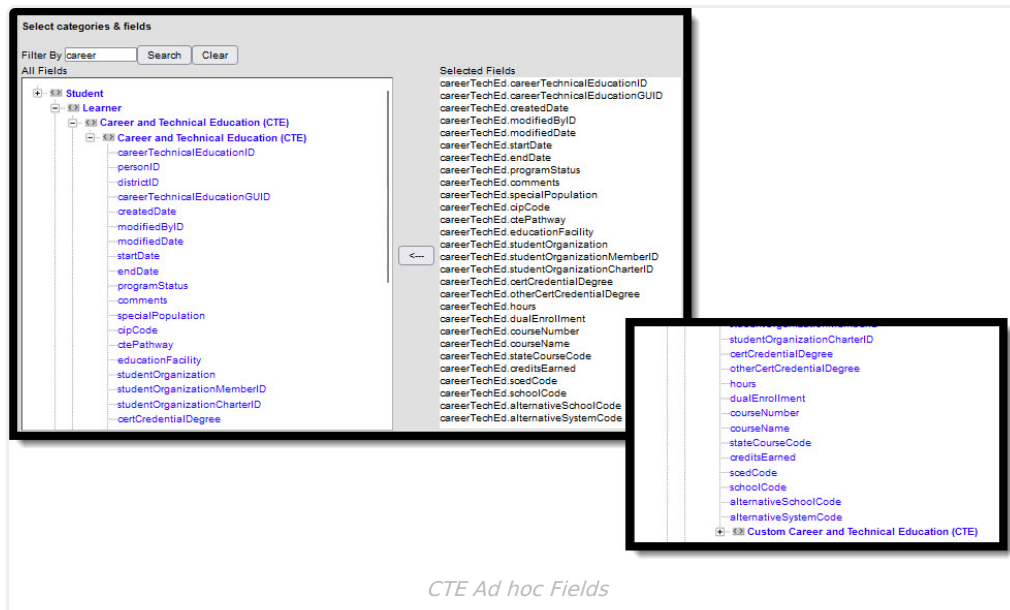 Select categories & fields
Filter By career Search Clear
All Fields
Student
Learner
Career and Technical Education (CTE)
Career and Technical Education (CTE)
careerTechnicalEducationID
personID
districtID
careerTechnicalEducationGUID
createdDate
modifiedByID
modifiedDate
startDate
endDate
programStatus
comments
specialPopulation
cipCode
ctePathway
educationFacility
studentOrganization
studentOrganizationMemberID
studentOrganizationCharterID
certCredentialDegree
<---
Selected Fields
careerTechEd.careerTechnicalEducationID
careerTechEd.careerTechnicalEducationGUID
careerTechEd.createdDate
careerTechEd.modifiedByID
careerTechEd.modifiedDate
careerTechEd.startDate
careerTechEd.endDate
careerTechEd.programStatus
careerTechEd.comments
careerTechEd.specialPopulation
careerTechEd.cipCode
careerTechEd.ctePathway
careerTechEd.educationFacility
careerTechEd.studentOrganization
careerTechEd.studentOrganizationMemberID
careerTechEd.studentOrganizationCharterID
careerTechEd.certCredentialDegree
careerTechEd.otherCertCredentialDegree
careerTechEd.hours
careerTechEd.dualEnrollment
careerTechEd.courseNumber
careerTechEd.courseName
careerTechEd.stateCourseCode
careerTechEd.creditsEarned
careerTechEd.scedCode
careerTechEd.schoolCode
careerTechEd.alternativeSchoolCode
careerTechEd.alternativeSystemCode
studentOrganizationCharterID
certCredentialDegree
otherCertCredentialDegree
hours
dualEnrollment
courseNumber
courseName
stateCourseCode
creditsEarned
scedCode
schoolCode
alternativeSchoolCode
alternativeSystemCode
Custom Career and Technical Education (CTE)
CTE Ad hoc Fields